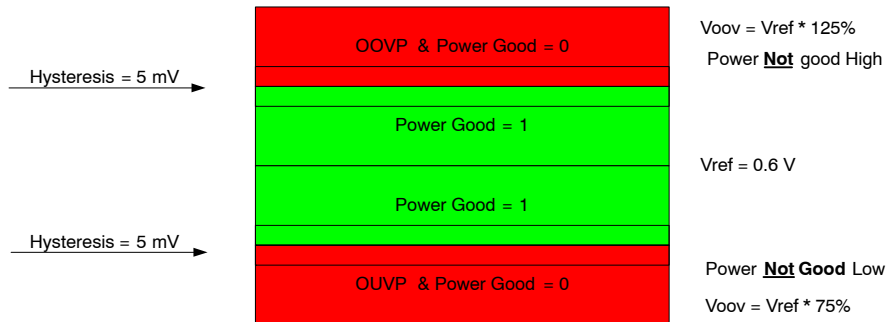 Voov = Vref * 125%
OOVP & Power Good = 0
Power Not good High
Hysteresis = 5 mV
Power Good = 1
Vref = 0.6 V
Power Good = 1
Hysteresis = 5 mV
Power Not Good Low
OUVP & Power Good = 0
Voov = Vref * 75%